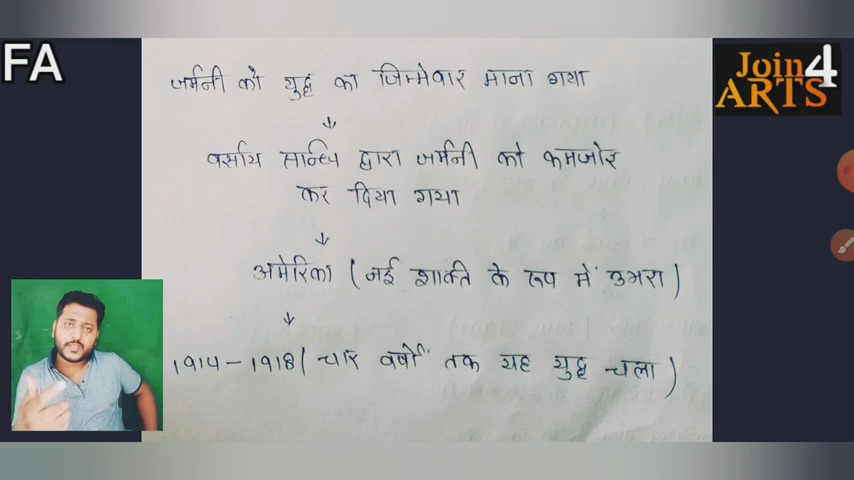 FA
Join4
ARTS
जर्मनी को युद्ध का जिम्मेवार माना गया
↓
वर्साय सन्धि द्वारा जर्मनी को कमजोर
कर दिया गया
↓
अमेरिका (नई शक्ति के रूप में उभरा)
↓
1914 - 1918 (चार वर्षों तक यह युद्ध चला)